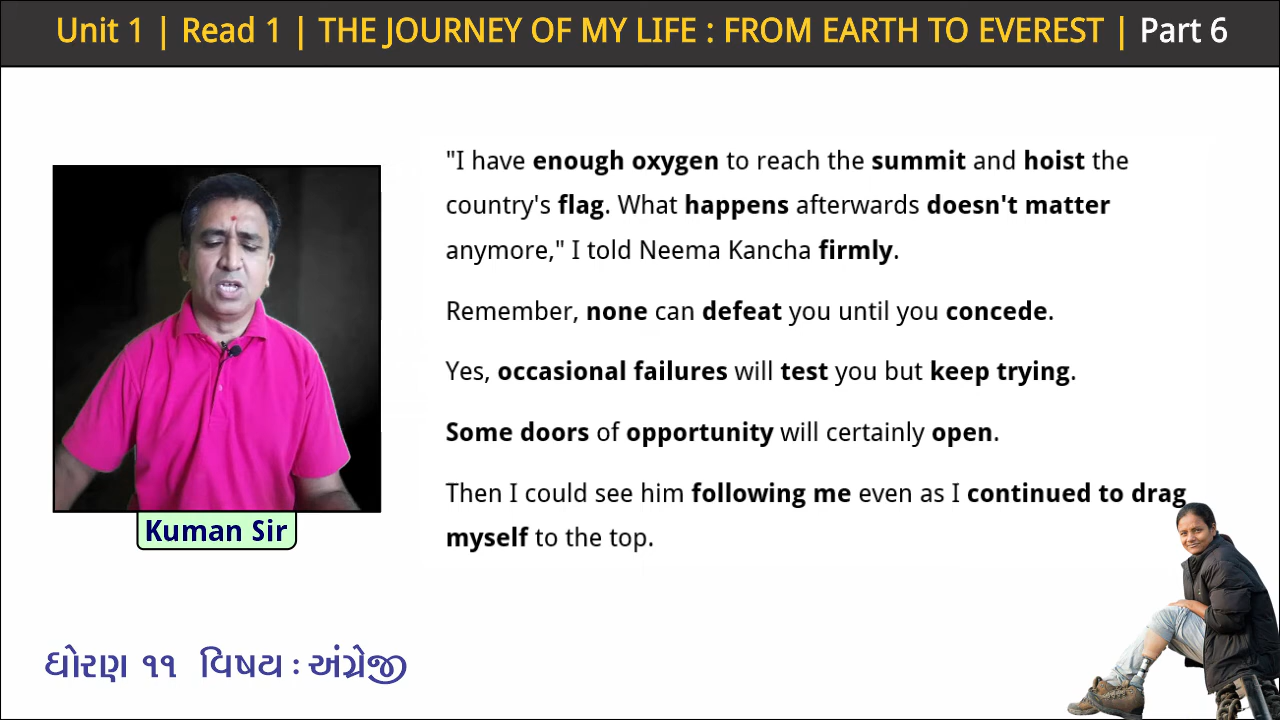 Unit 1 | Read 1 | THE JOURNEY OF MY LIFE : FROM EARTH TO EVEREST | Part 6
"I have enough oxygen to reach the summit and hoist the
country's flag. What happens afterwards doesn't matter
anymore," I told Neema Kancha firmly.
Remember, none can defeat you until you concede.
Yes, occasional failures will test you but keep trying.
Some doors of opportunity will certainly open.
Then I could see him following me even as I continued to drag
myself to the top.
Kuman Sir
ધોરણ ૧૧ વિષય : અંગ્રેજી